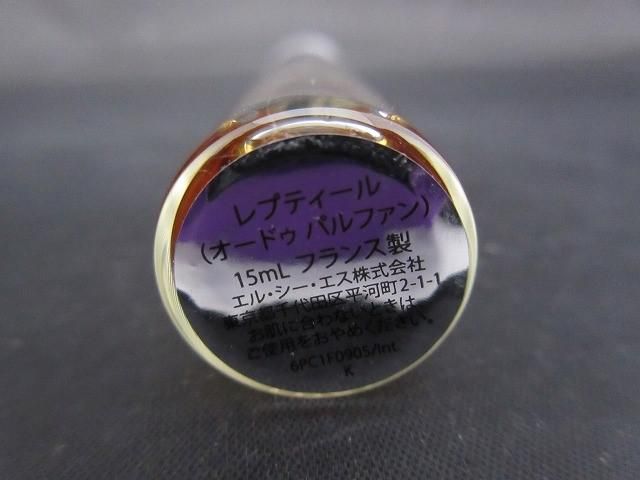 レプティール
(オードゥ パルファン)
15mL フランス製
エル・シー・エス株式会社
東京都千代田区平河町2-1-1
お肌に合わないときは
ご使用をおやめください。
6PC1F0905/Int
K